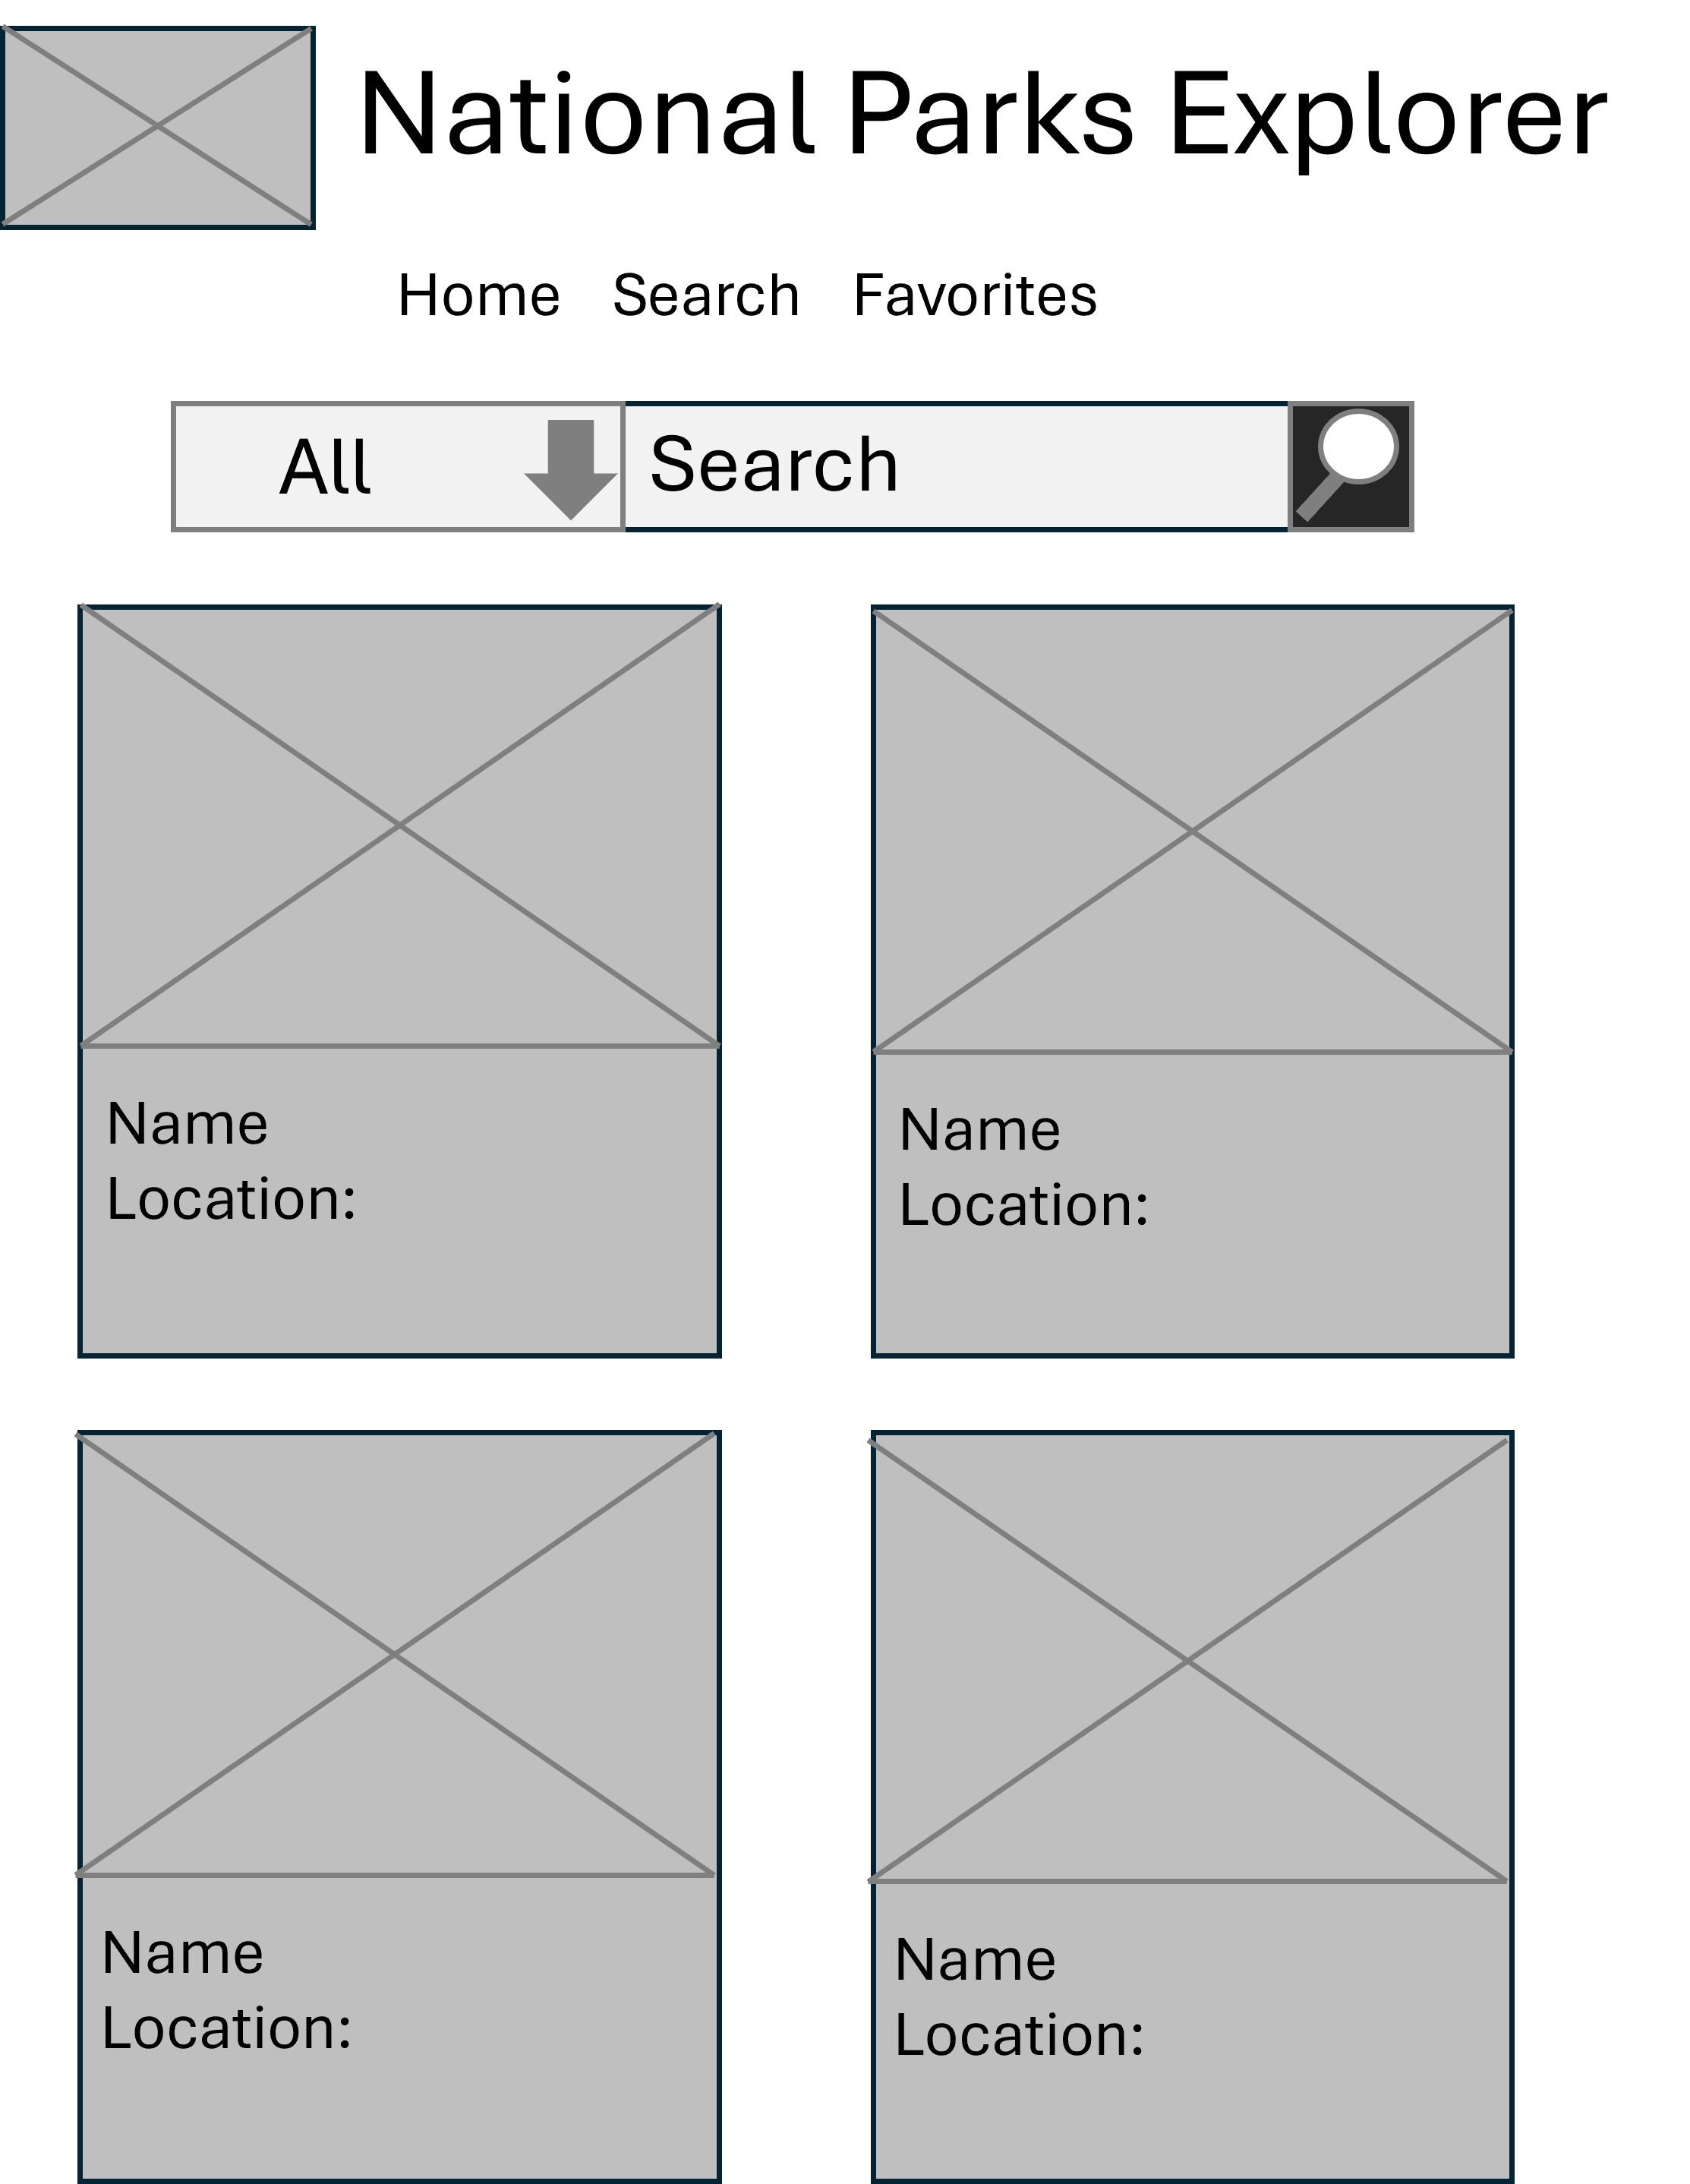 National Parks Explorer
Home Search Favorites
All Search
Name
Location:
Name
Location:
Name
Location:
Name
Location: